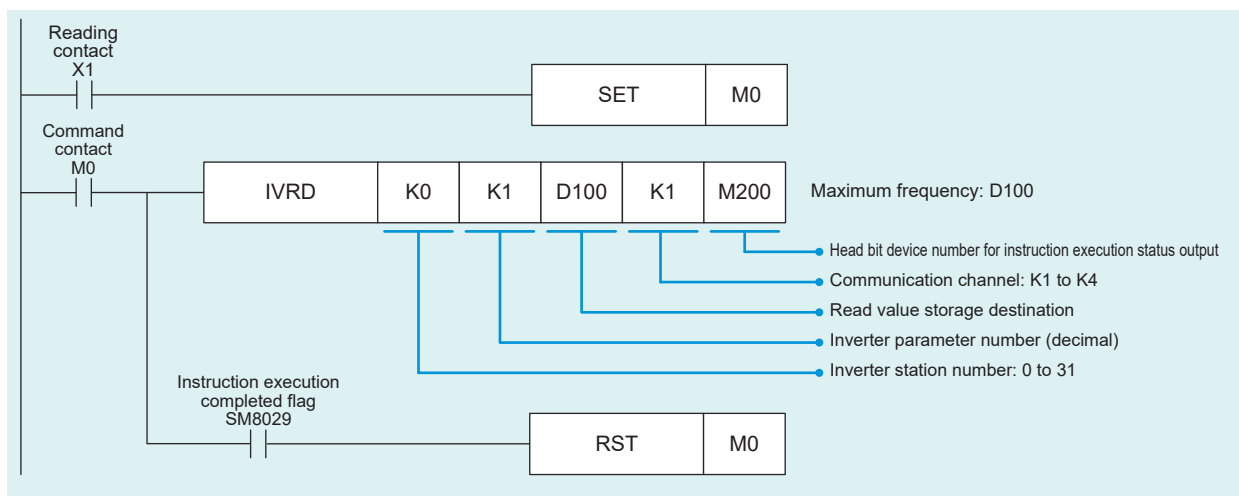 Reading
contact
X1
SET M0
Command
contact
M0
IVRD K0 K1 D100 K1 M200 Maximum frequency: D100
Head bit device number for instruction execution status output
Communication channel: K1 to K4
Read value storage destination
Inverter parameter number (decimal)
Inverter station number: 0 to 31
Instruction execution
completed flag
SM8029
RST M0